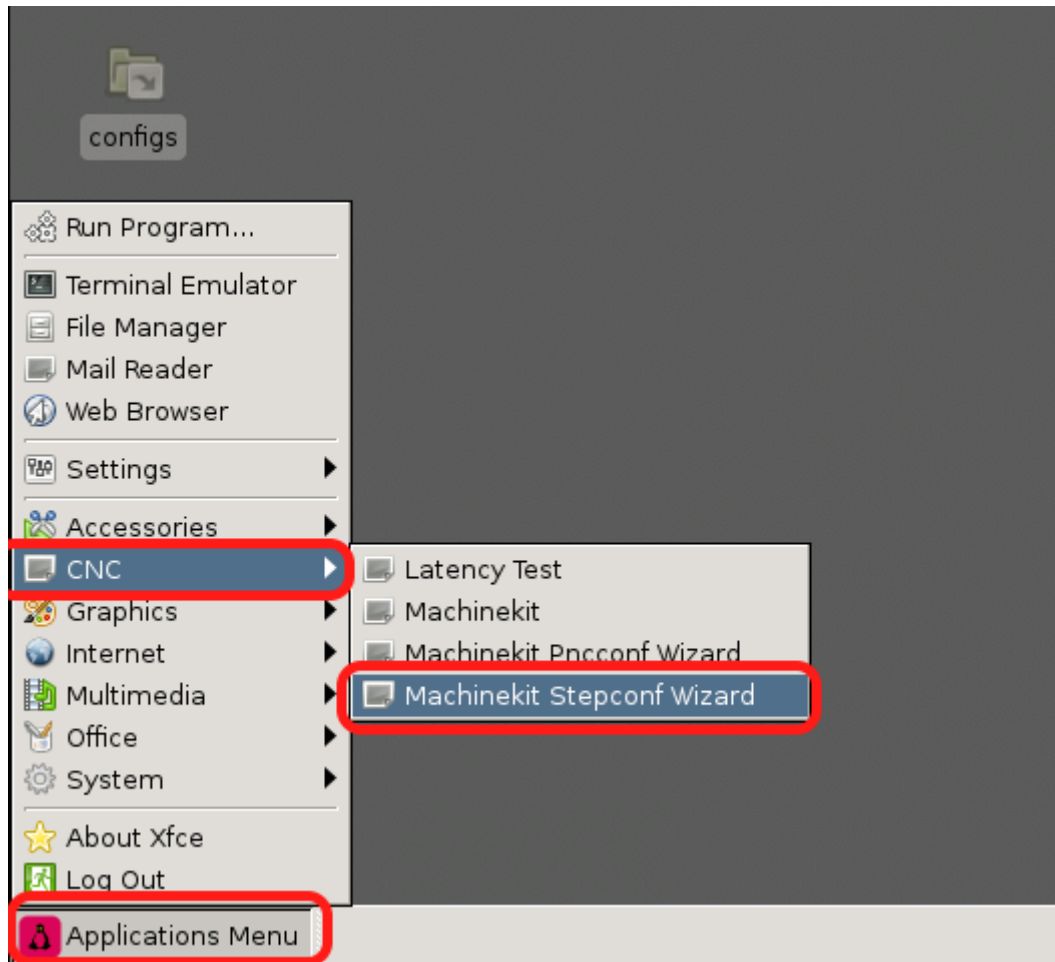 configs
Run Program...
Terminal Emulator
File Manager
Mail Reader
Web Browser
Settings
Accessories
CNC
Graphics
Internet
Multimedia
Office
System
About Xfce
Log Out
Applications Menu
Latency Test
Machinekit
Machinekit Pncconf Wizard
Machinekit Stepconf Wizard